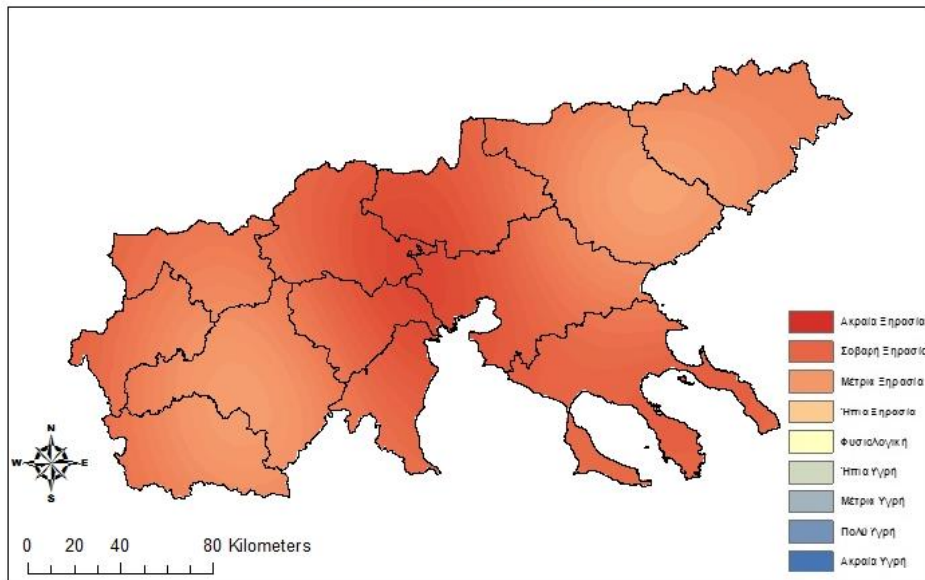 N
W E
S
0 20 40 80 Kilometers
Ακραία Ξηρασία
Σοβαρή Ξηρασία
Μέτρια Ξηρασία
Ήπια Ξηρασία
Φυσιολογική
Ήπια Υγρή
Μέτρια Υγρή
Πολύ Υγρή
Ακραία Υγρή